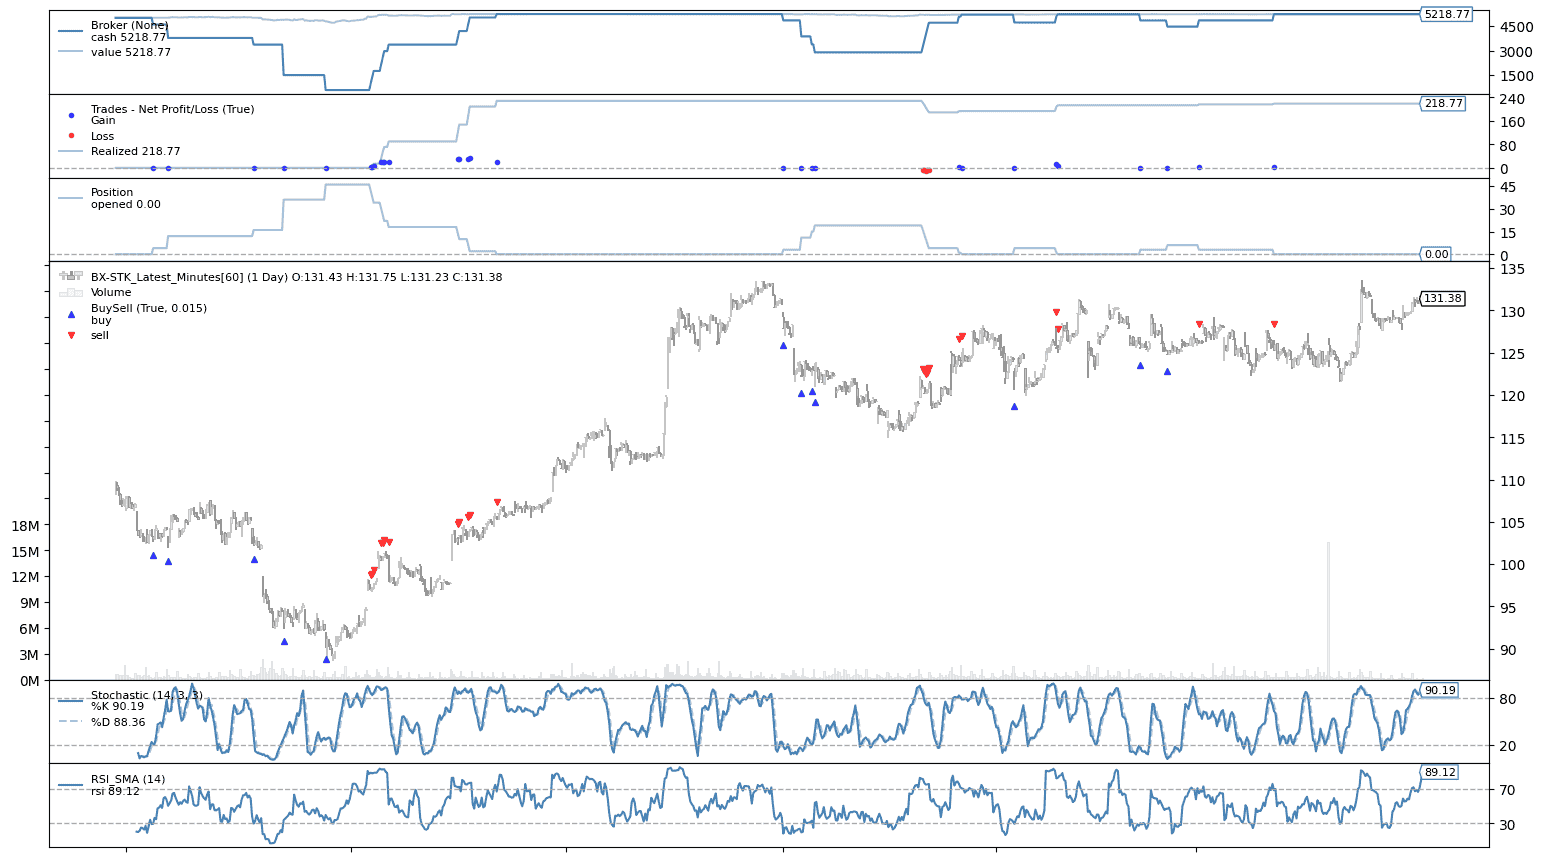 Broker (None)
cash 5218.77
value 5218.77
5218.77
4500
3000
1500
Trades - Net Profit/Loss (True)
Gain
Loss
Realized 218.77
218.77
240
160
80
0
Position
opened 0.00
0.00
45
30
15
0
BX-STK_Latest_Minutes[60] (1 Day) O:131.43 H:131.75 L:131.23 C:131.38
Volume
BuySell (True, 0.015)
buy
sell
131.38
135
130
125
120
115
110
105
100
95
90
18M
15M
12M
9M
6M
3M
0M
Stochastic (14, 3, 3)
%K 90.19
%D 88.36
90.19
80
20
RSI_SMA (14)
rsi 89.12
89.12
70
30